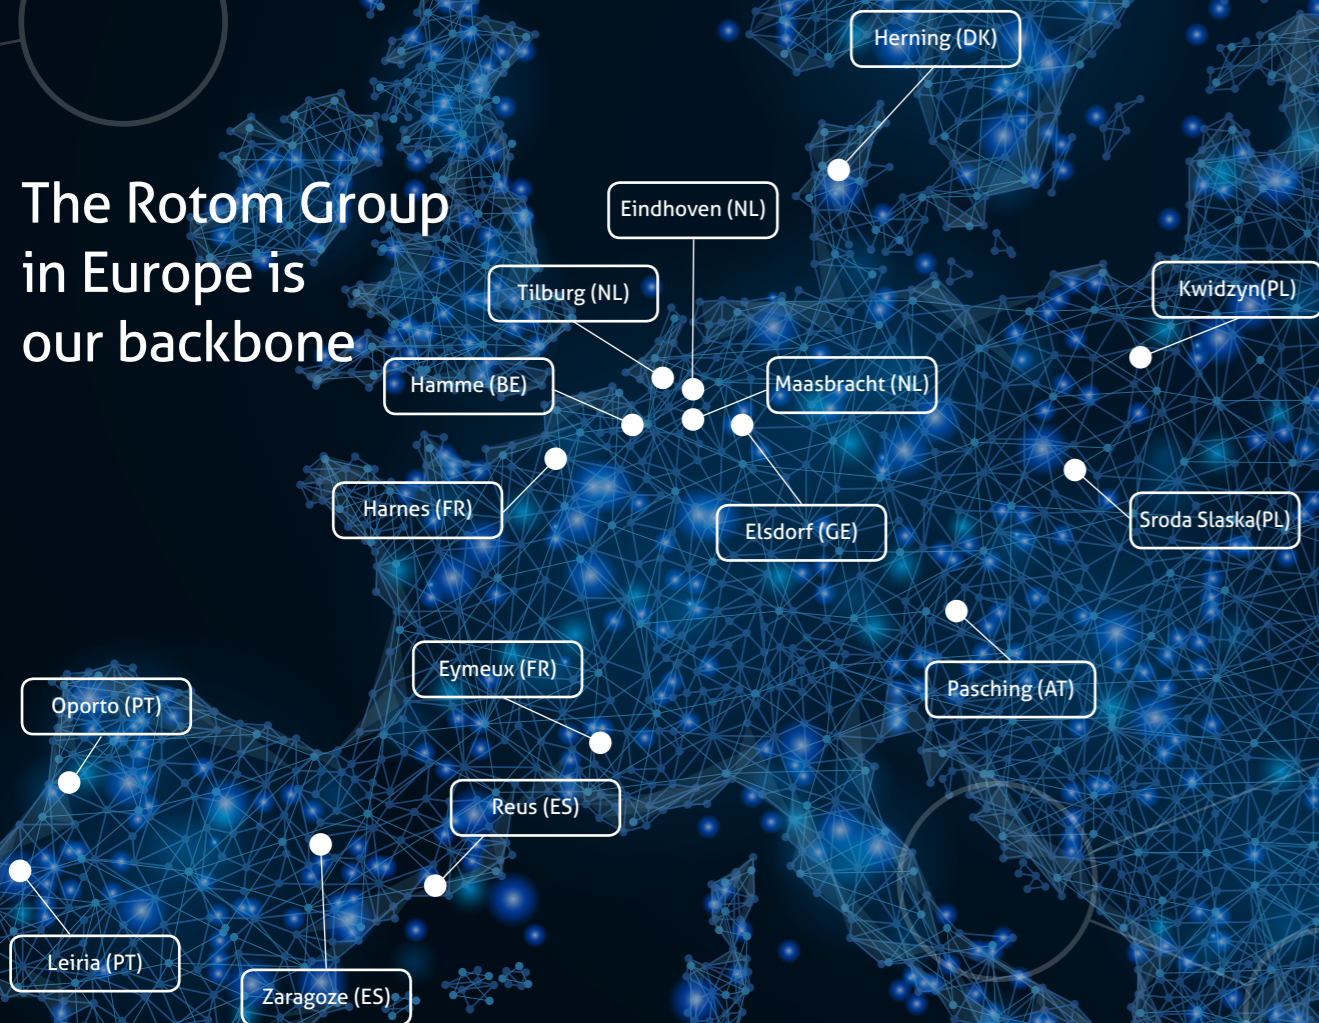 The Rotom Group
in Europe is
our backbone
Herning (DK)
Eindhoven (NL)
Tilburg (NL)
Kwidzyn(PL)
Hamme (BE)
Maasbracht (NL)
Harnes (FR)
Elsdorf (GE)
Sroda Slaska(PL)
Eymeux (FR)
Pasching (AT)
Oporto (PT)
Reus (ES)
Leiria (PT)
Zaragoze (ES)